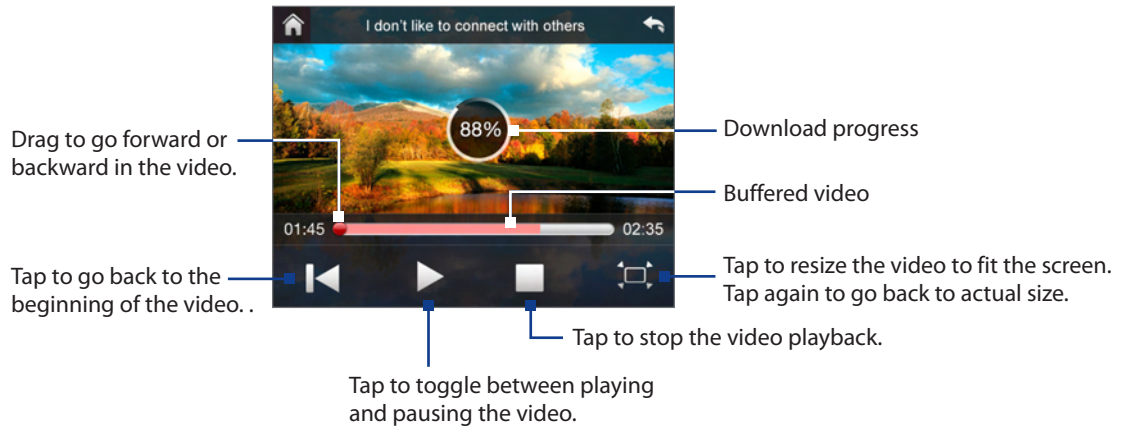 I don't like to connect with others
88%
Download progress
Drag to go forward or
backward in the video.
Buffered video
01:45
02:35
Tap to go back to the
beginning of the video. .
Tap to resize the video to fit the screen.
Tap again to go back to actual size.
Tap to stop the video playback.
Tap to toggle between playing
and pausing the video.